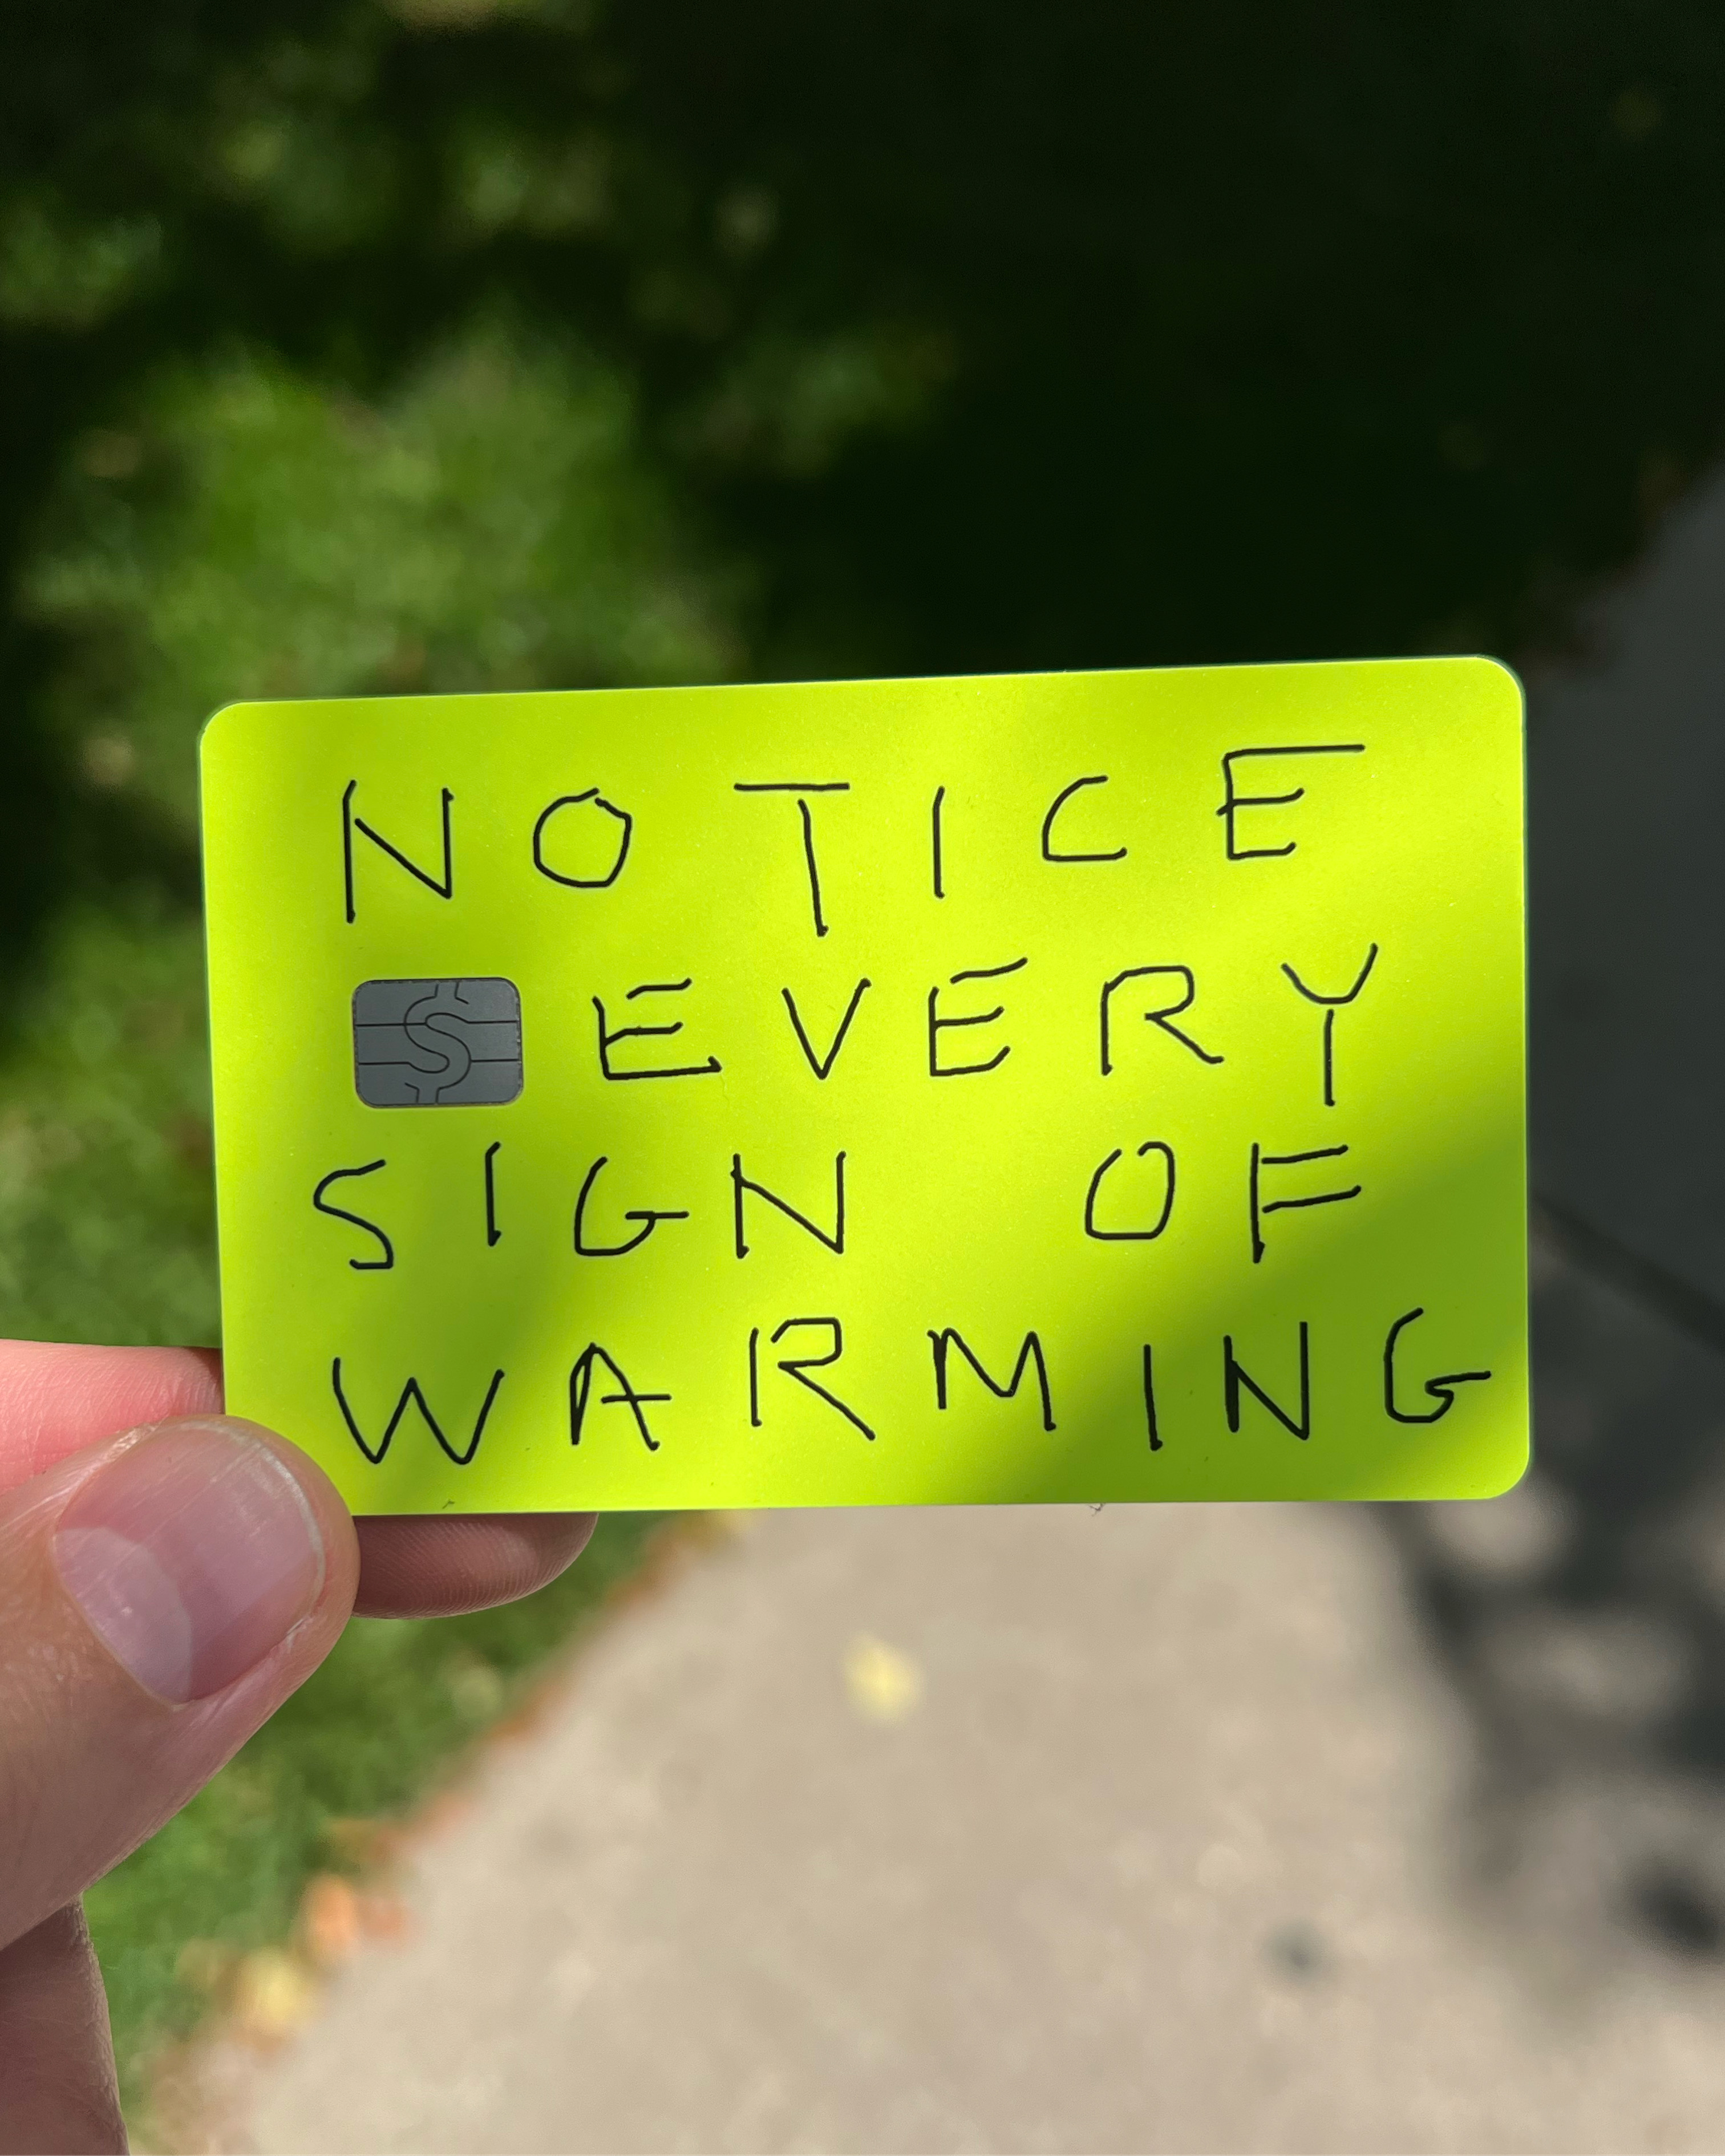 NOTICE
EVERY
SIGN OF
WARMING